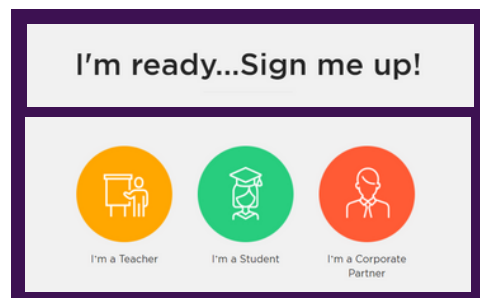 I'm ready...Sign me up!
I'm a Teacher
I'm a Student
I'm a Corporate
Partner